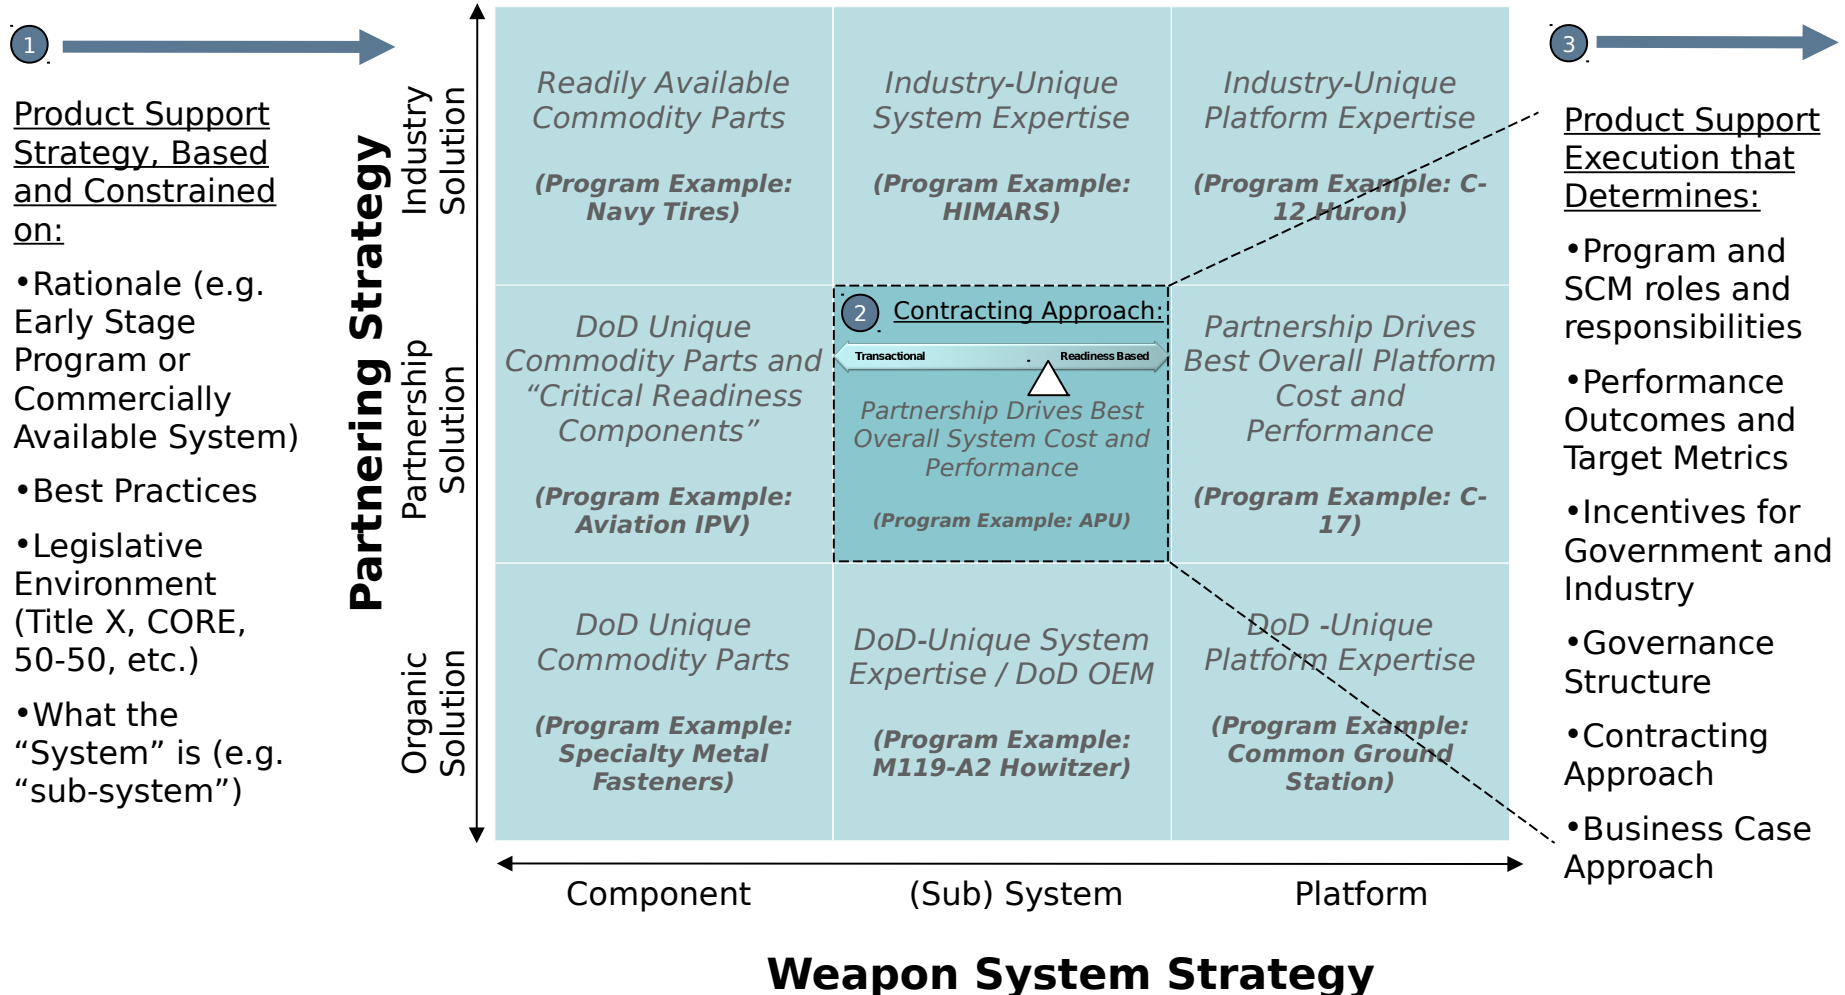 1
Product Support
Strategy, Based
and Constrained
on:
•Rationale (e.g.
Early Stage
Program or
Commercially
Available System)
•Best Practices
•Legislative
Environment
(Title X, CORE,
50-50, etc.)
•What the
“System” is (e.g.
“sub-system”)
Partnering Strategy
Industry
Solution
Partnership
Solution
Organic
Solution
Readily Available
Commodity Parts
(Program Example:
Navy Tires)
Industry-Unique
System Expertise
(Program Example:
HIMARS)
Industry-Unique
Platform Expertise
(Program Example: C-
12 Huron)
DoD Unique
Commodity Parts and
“Critical Readiness
Components”
(Program Example:
Aviation IPV)
2
Contracting Approach:
Transactional
Readiness Based
Partnership Drives Best
Overall System Cost and
Performance
(Program Example: APU)
Partnership Drives
Best Overall Platform
Cost and
Performance
(Program Example: C-
17)
DoD Unique
Commodity Parts
(Program Example:
Specialty Metal
Fasteners)
DoD-Unique System
Expertise / DoD OEM
(Program Example:
M119-A2 Howitzer)
DoD -Unique
Platform Expertise
(Program Example:
Common Ground
Station)
Component
(Sub) System
Platform
Weapon System Strategy
3
Product Support
Execution that
Determines:
•Program and
SCM roles and
responsibilities
•Performance
Outcomes and
Target Metrics
•Incentives for
Government and
Industry
•Governance
Structure
•Contracting
Approach
•Business Case
Approach